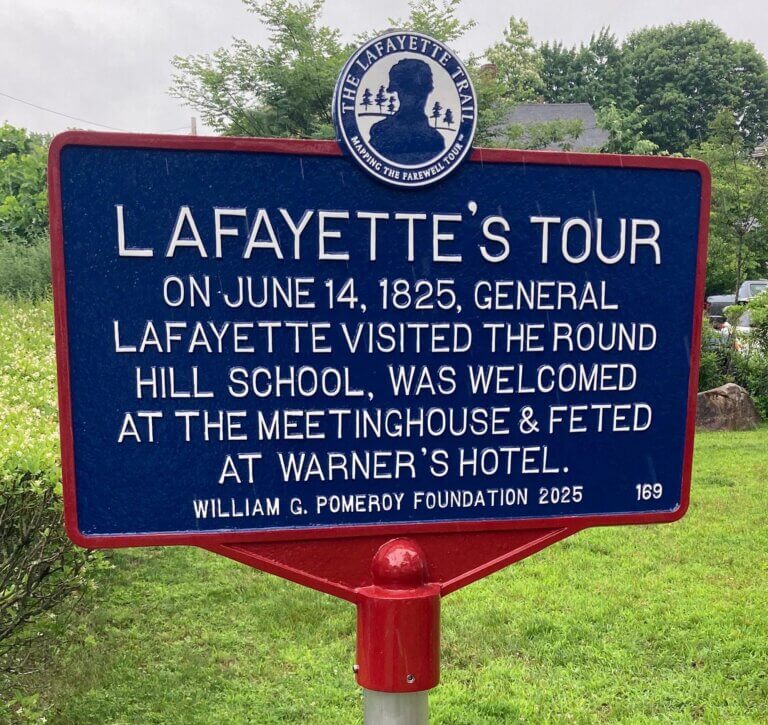 THE LAFAYETTE TRAIL
MAPPING THE FAREWELL TOUR
LAFAYETTE'S TOUR
ON JUNE 14, 1825, GENERAL
LAFAYETTE VISITED THE ROUND
HILL SCHOOL, WAS WELCOMED
AT THE MEETINGHOUSE & FETED
AT WARNER'S HOTEL.
WILLIAM G. POMEROY FOUNDATION 2025 169